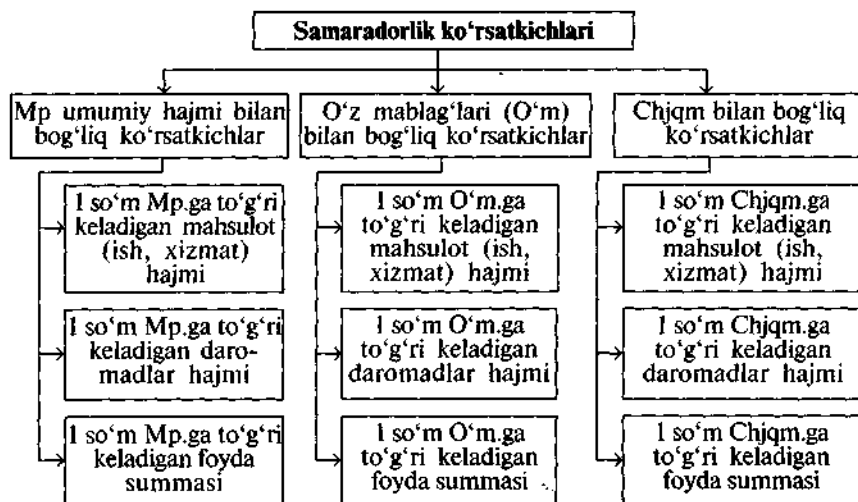 Samaradorlik ko‘rsatkichlari
Mp umumiy hajmi bilan
bog‘liq ko‘rsatkichlar
O‘z mablag‘lari (O‘m)
bilan bog‘liq ko‘rsatkichlar
Chjqm bilan bog‘liq
ko‘rsatkichlar
1 so‘m Mp.ga to‘g‘ri
keladigan mahsulot
(ish, xizmat)
hajmi
1 so‘m O‘m.ga
to‘g‘ri keladigan
mahsulot (ish,
xizmat) hajmi
1 so‘m Chjqm.ga
to‘g‘ri keladigan
mahsulot (ish,
xizmat) hajmi
1 so‘m Mp.ga to‘g‘ri
keladigan daro-
madlar hajmi
1 so‘m O‘m.ga
to‘g‘ri keladigan
daromadlar hajmi
1 so‘m Chjqm.ga
to‘g‘ri keladigan
daromadlar hajmi
1 so‘m Mp.ga to‘g‘ri
keladigan foyda
summasi
1 so‘m O‘m.ga
to‘g‘ri keladigan
foyda summasi
1 so‘m Chjqm.ga
to‘g‘ri keladigan
foyda summasi